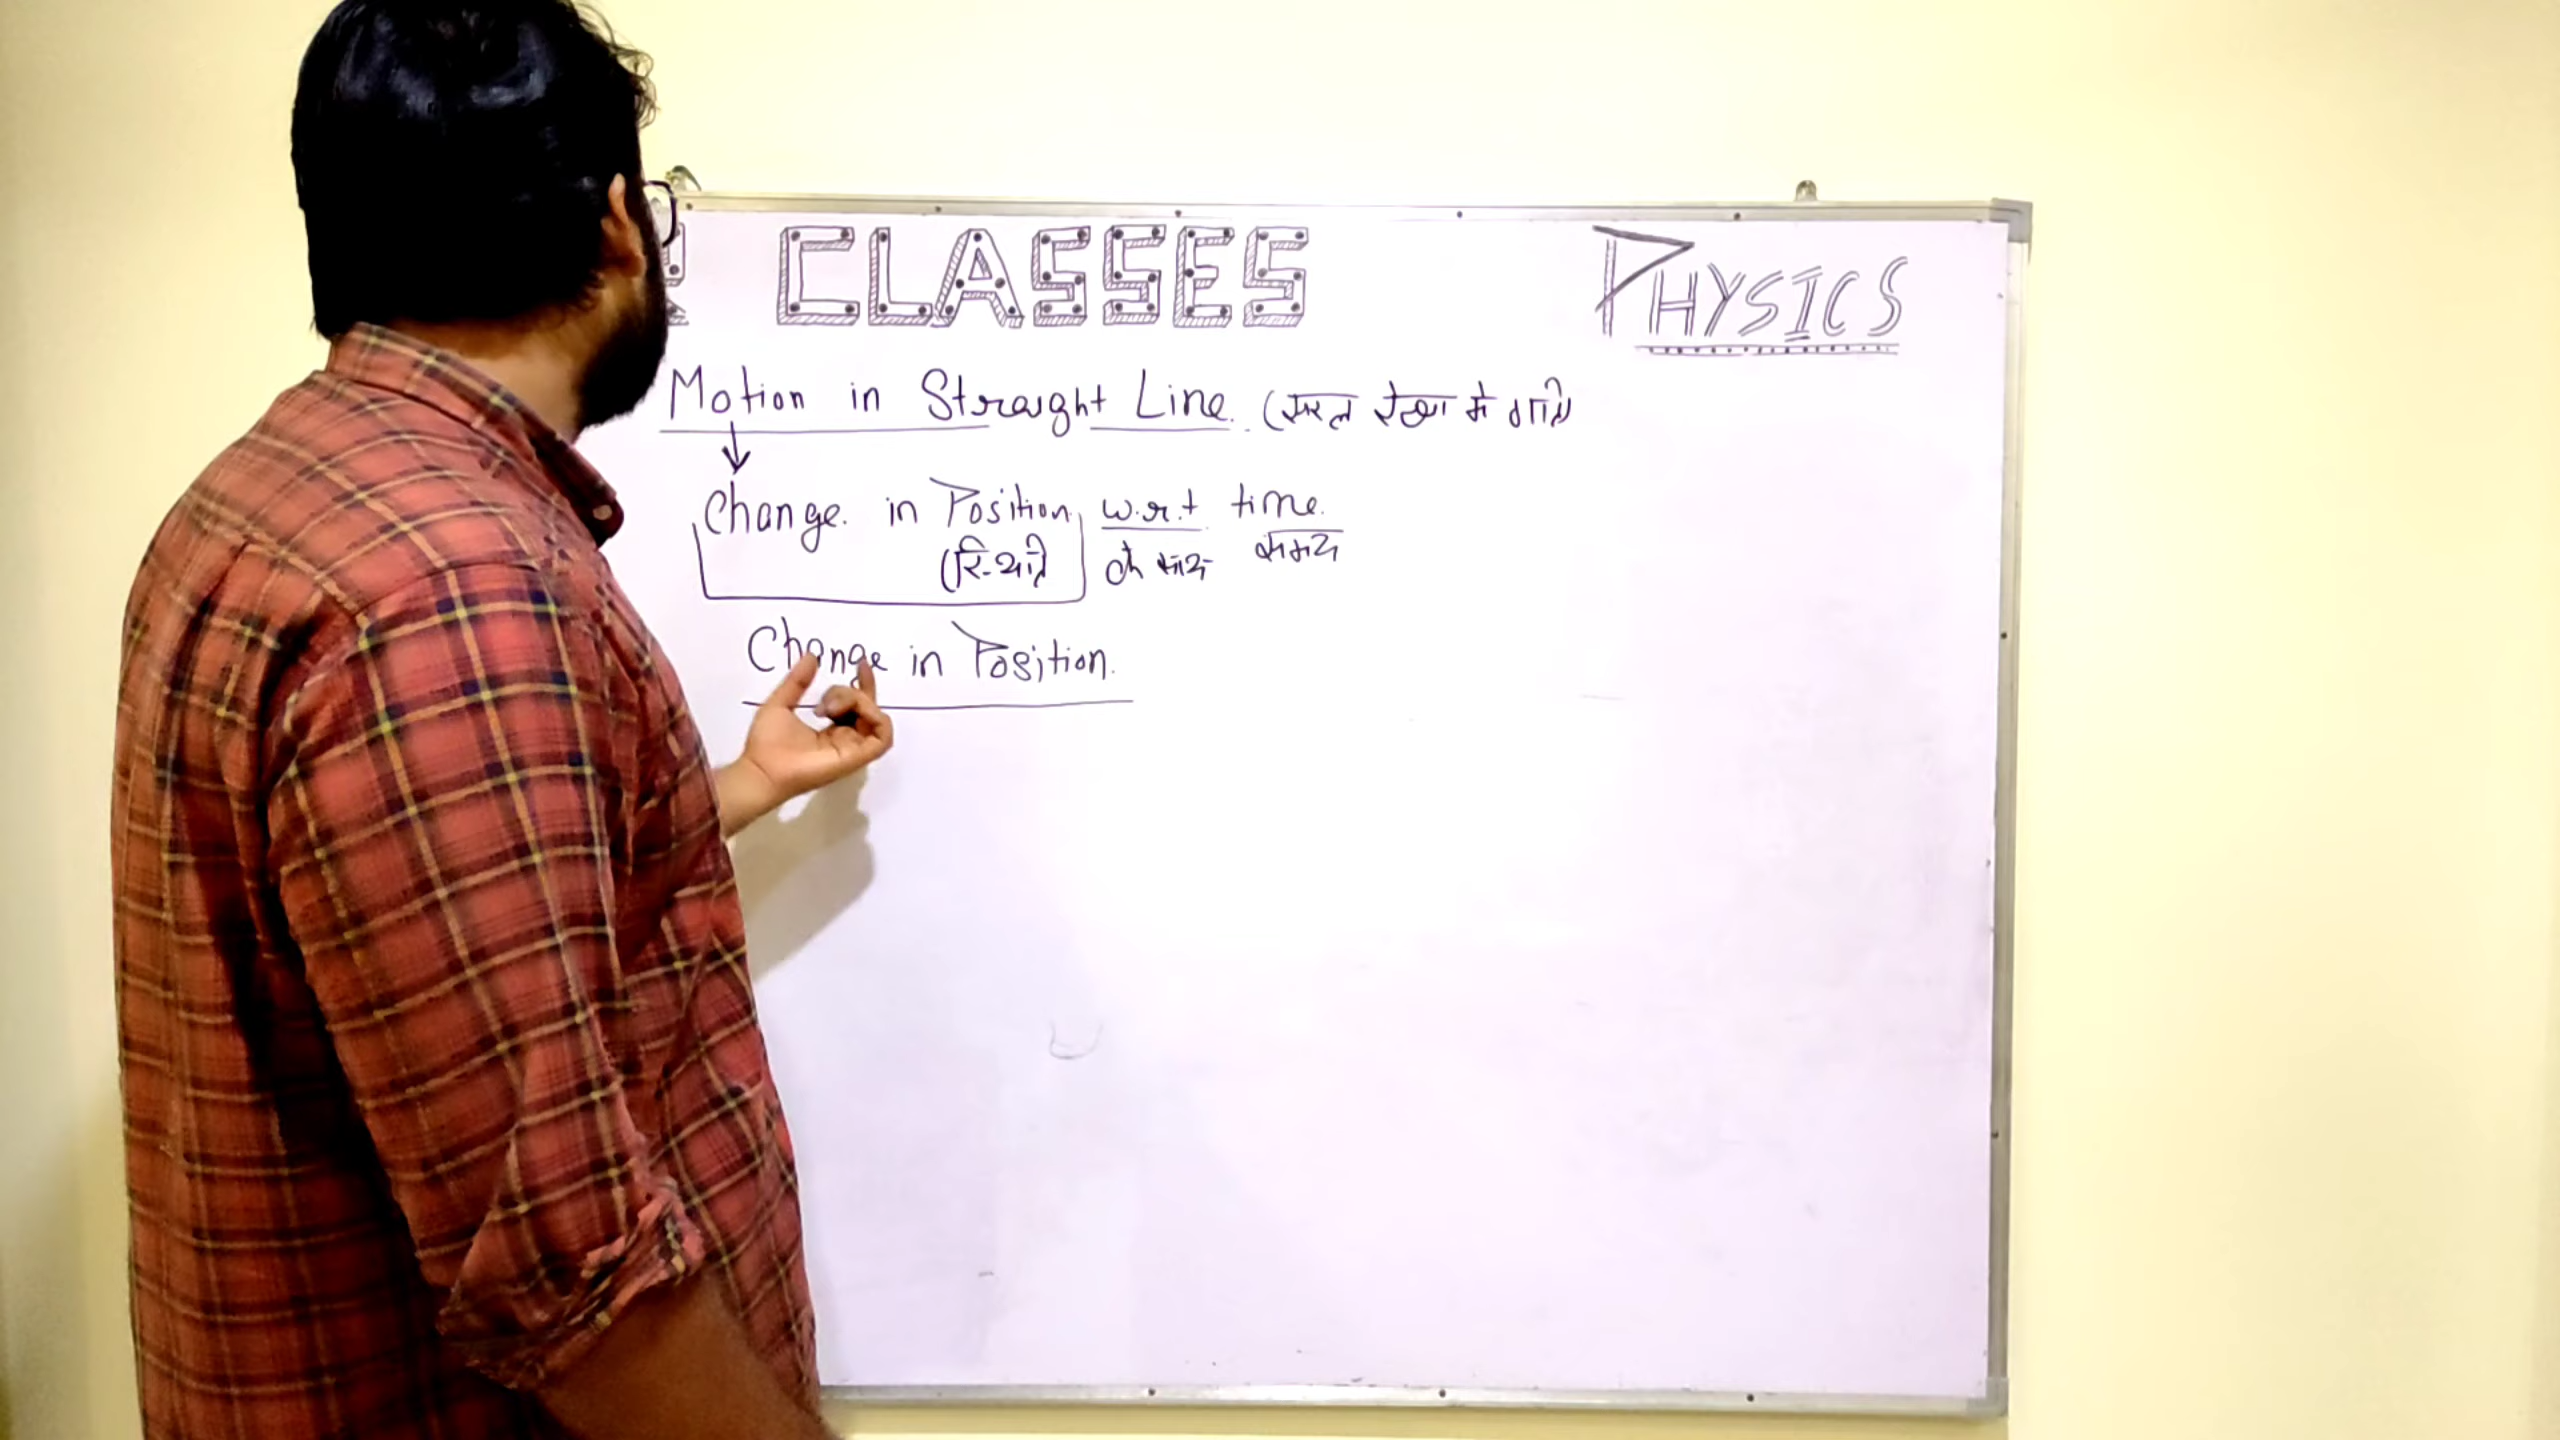 CLASSES
PHYSICS
Motion in Straight Line. (सरल रेखा में गति
Change. in Position w.r.t time.
(स्थिति) के साथ समय
Change in Position.